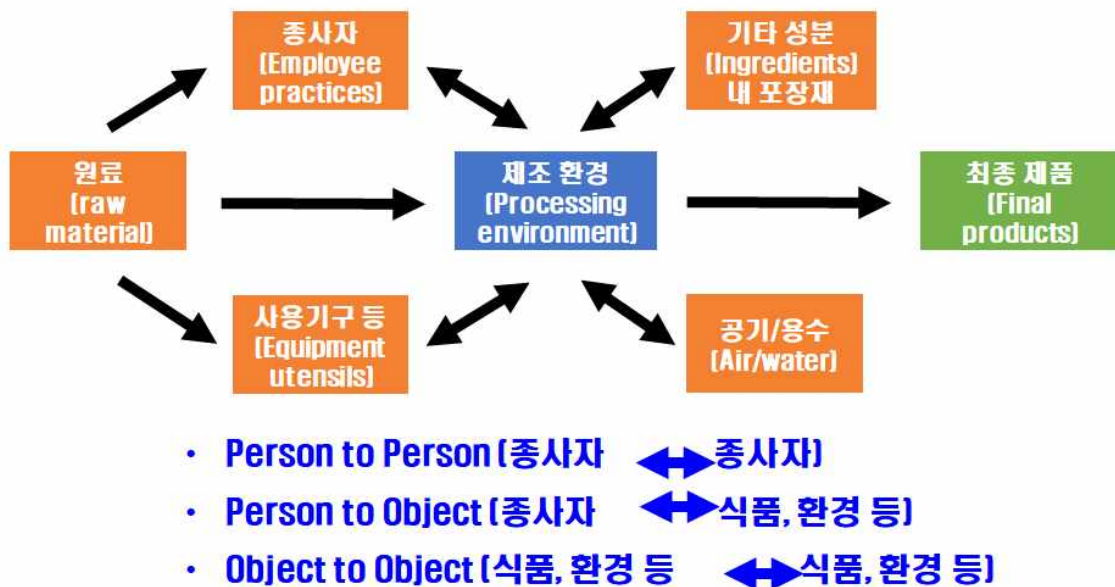 종사자
(Employee
practices)
기타 성분
(Ingredients)
내 포장재
원료
(raw
material)
제조 환경
(Processing
environment)
최종 제품
(Final
products)
사용기구 등
(Equipment
utensils)
공기/용수
(Air/water)
• Person to Person (종사자 ↔ 종사자)
• Person to Object (종사자 ↔ 식품, 환경 등)
• Object to Object (식품, 환경 등 ↔ 식품, 환경 등)